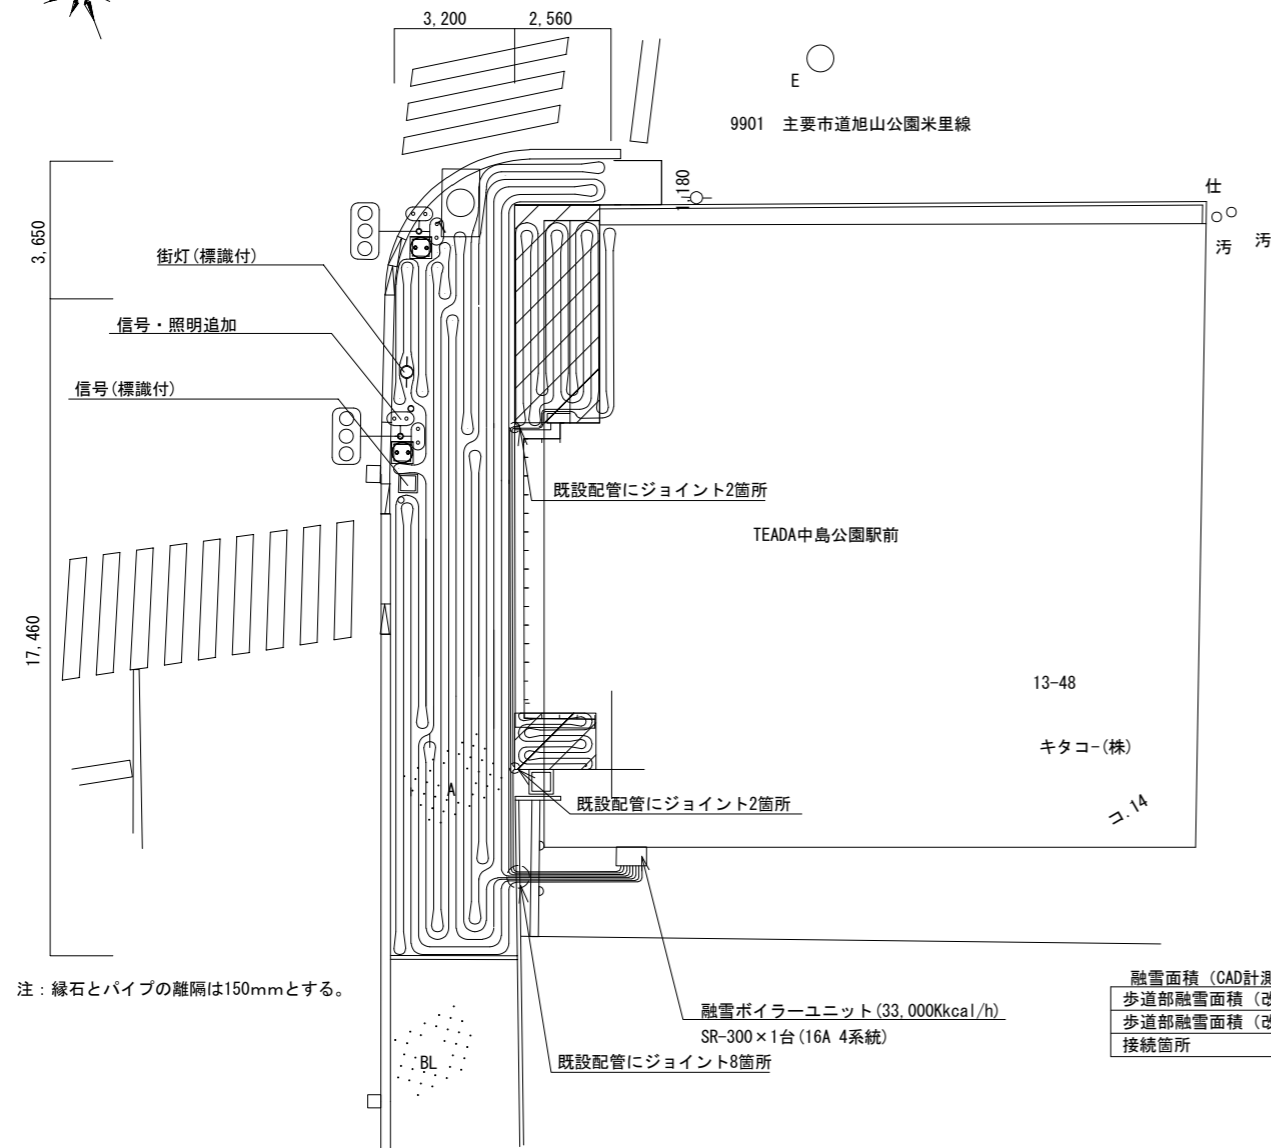 3,200
2,560
E
9901 主要市道旭山公園米里線
180
仕
汚
汚
3,650
街灯(標識付)
信号・照明追加
信号(標識付)
既設配管にジョイント2箇所
TEADA中島公園駅前
17,460
13-48
キタコｰ(株)
A
既設配管にジョイント2箇所
コ.14
注：縁石とパイプの離隔は150mmとする。
融雪ボイラーユニット(33,000Kkcal/h)
SR-300×1台(16A 4系統)
既設配管にジョイント8箇所
BL
融雪面積（CAD計測
歩道部融雪面積（改
歩道部融雪面積（改
接続箇所